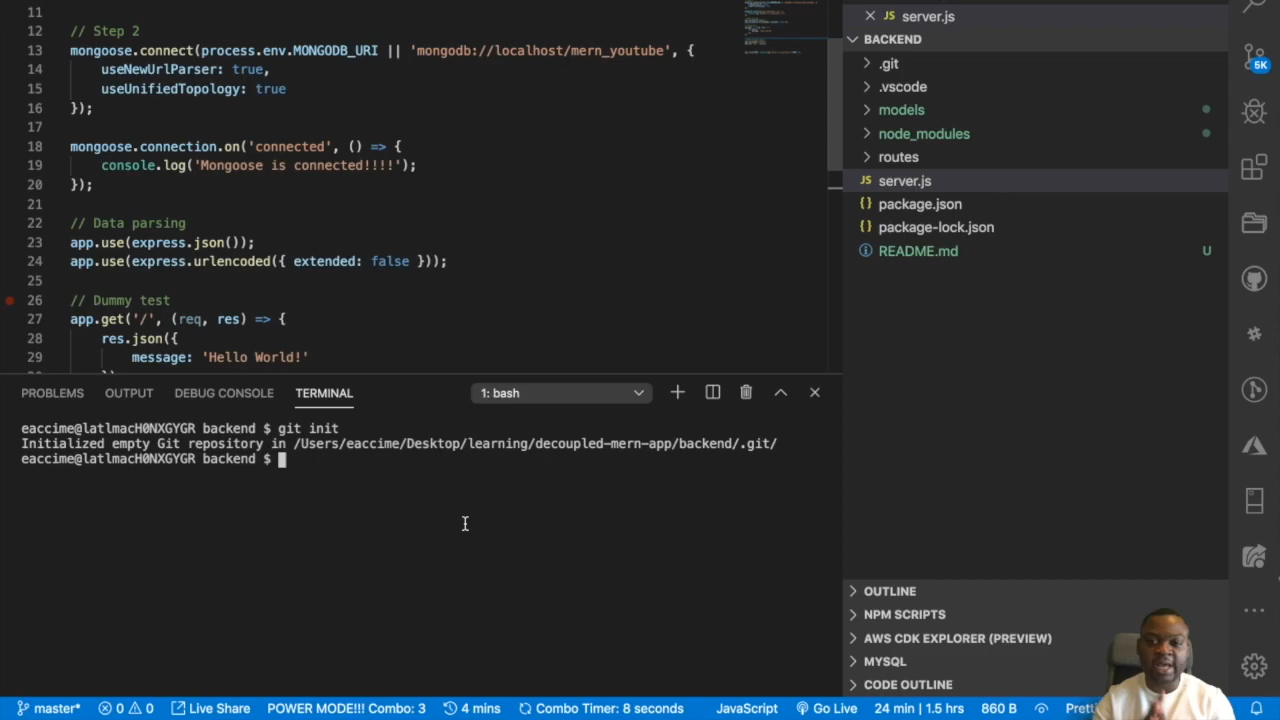 11
12 // Step 2
13 mongoose.connect(process.env.MONGODB_URI || 'mongodb://localhost/mern_youtube', {
14 useNewUrlParser: true,
15 useUnifiedTopology: true
16 });
17
18 mongoose.connection.on('connected', () => {
19 console.log('Mongoose is connected!!!!');
20 });
21
22 // Data parsing
23 app.use(express.json());
24 app.use(express.urlencoded({ extended: false }));
25
26 // Dummy test
27 app.get('/', (req, res) => {
28 res.json({
29 message: 'Hello World!'
PROBLEMS OUTPUT DEBUG CONSOLE TERMINAL 1: bash
eaccime@latlmacH0NXGYGR backend $ git init
Initialized empty Git repository in /Users/eaccime/Desktop/learning/decoupled-mern-app/backend/.git/
eaccime@latlmacH0NXGYGR backend $
JS server.js
BACKEND
.git
.vscode
models
node_modules
routes
JS server.js
{} package.json
{} package-lock.json
README.md U
OUTLINE
NPM SCRIPTS
AWS CDK EXPLORER (PREVIEW)
MYSQL
CODE OUTLINE
5K
master* 0 0 Live Share POWER MODE!!! Combo: 3 4 mins Combo Timer: 8 seconds JavaScript Go Live 24 min | 1.5 hrs 860 B